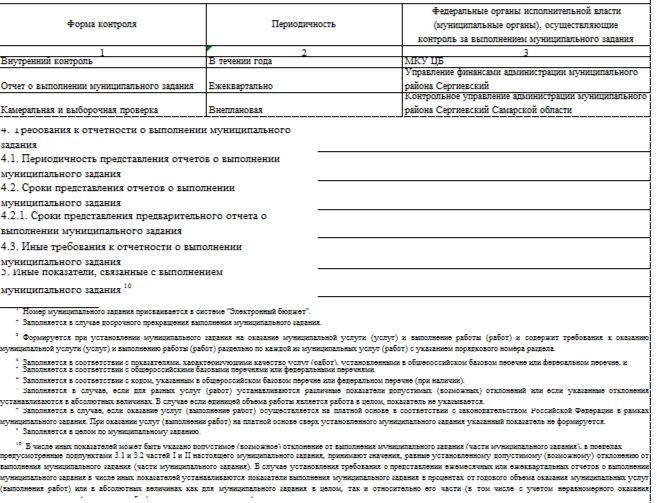 Форма контроля
Периодичность
Федеральные органы исполнительной власти
(муниципальные органы), осуществляющие
контроль за выполнением муниципального задания
1
2
3
Внутренний контроль
В течении года
МКУ ЦБ
Отчет о выполнении муниципального задания
Ежеквартально
Управление финансами администрации муниципального
района Сергиевский
Камеральная и выборочная проверка
Внеплановая
Контрольное управление администрации муниципального
района Сергиевский Самарской области
4. Требования к отчетности о выполнении муниципального
задания
4.1. Периодичность представления отчетов о выполнении
муниципального задания
4.2. Сроки представления отчетов о выполнении
муниципального задания
4.2.1. Сроки представления предварительного отчета о
выполнении муниципального задания
4.3. Иные требования к отчетности о выполнении
муниципального задания
5. Иные показатели, связанные с выполнением
муниципального задания 10
Номер муниципального задания присваивается в системе "Электронный бюджет".
Заполняется в случае досрочного прекращения выполнения муниципального задания.
Формируется при установлении муниципального задания на оказание муниципальной услуги (услуг) и выполнение работы (работ) и содержит требования к оказанию
муниципальной услуги (услуг) и выполнению работы (работ) раздельно по каждой из муниципальных услуг (работ) с указанием порядкового номера раздела.
Заполняется в соответствии с показателями, характеризующими качество услуг (работ), установленными в общероссийском базовом перечне или федеральном перечне, и
Заполняется в соответствии с общероссийскими базовыми перечнями или федеральными перечнями.
Заполняется в соответствии с кодом, указанным в общероссийском базовом перечне или федеральном перечне (при наличии).
Заполняется в случае, если для разных услуг (работ) устанавливаются различные показатели допустимых (возможных) отклонений или если указанные отклонения
устанавливаются в абсолютных величинах. В случае если единицей объема работы является работа в целом, показатель не указывается.
Заполняется в случае, если оказание услуг (выполнение работ) осуществляется на платной основе в соответствии с законодательством Российской Федерации в рамках
муниципального задания. При оказании услуг (выполнении работ) на платной основе сверх установленного муниципального задания указанный показатель не формируется.
Заполняется в целом по муниципальному заданию.
10 В числе иных показателей может быть указано допустимое (возможное) отклонение от выполнения муниципального задания (части муниципального задания), в пределах
предусмотренные подпунктами 3.1 и 3.2 частей I и II настоящего муниципального задания, принимают значения, равные установленному допустимому (возможному) отклонению от
выполнения муниципального задания (части муниципального задания). В случае установления требования о представлении ежемесячных или ежеквартальных отчетов о выполнении
муниципального задания в числе иных показателей устанавливаются показатели выполнения муниципального задания в процентах от годового объема оказания муниципальных услуг
(выполнения работ) или в абсолютных величинах как для муниципального задания в целом, так и относительно его части (в том числе с учетом неравномерного оказания